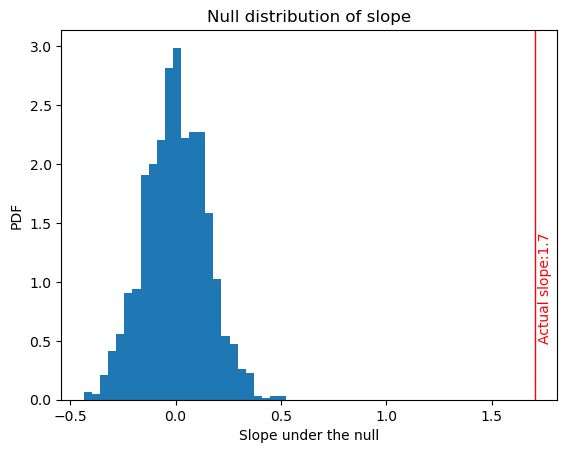 Null distribution of slope
3.0
2.5
2.0
1.5
1.0
0.5
0.0
PDF
Actual slope:1.7
−0.5 0.0 0.5 1.0 1.5
Slope under the null